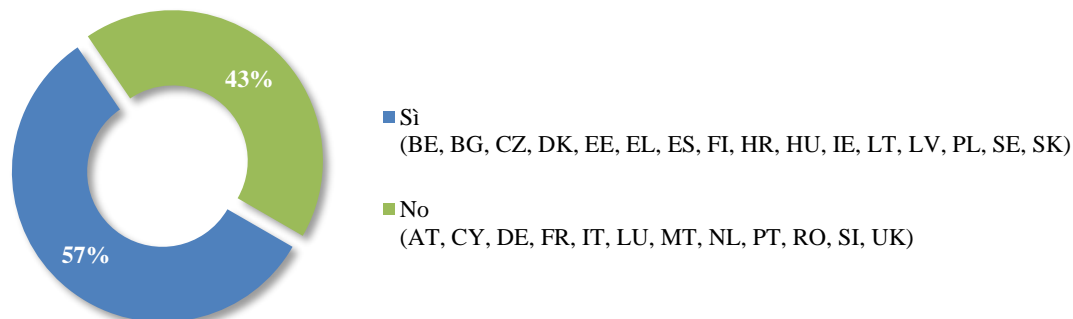 43%
57%
Sì
(BE, BG, CZ, DK, EE, EL, ES, FI, HR, HU, IE, LT, LV, PL, SE, SK)
No
(AT, CY, DE, FR, IT, LU, MT, NL, PT, RO, SI, UK)